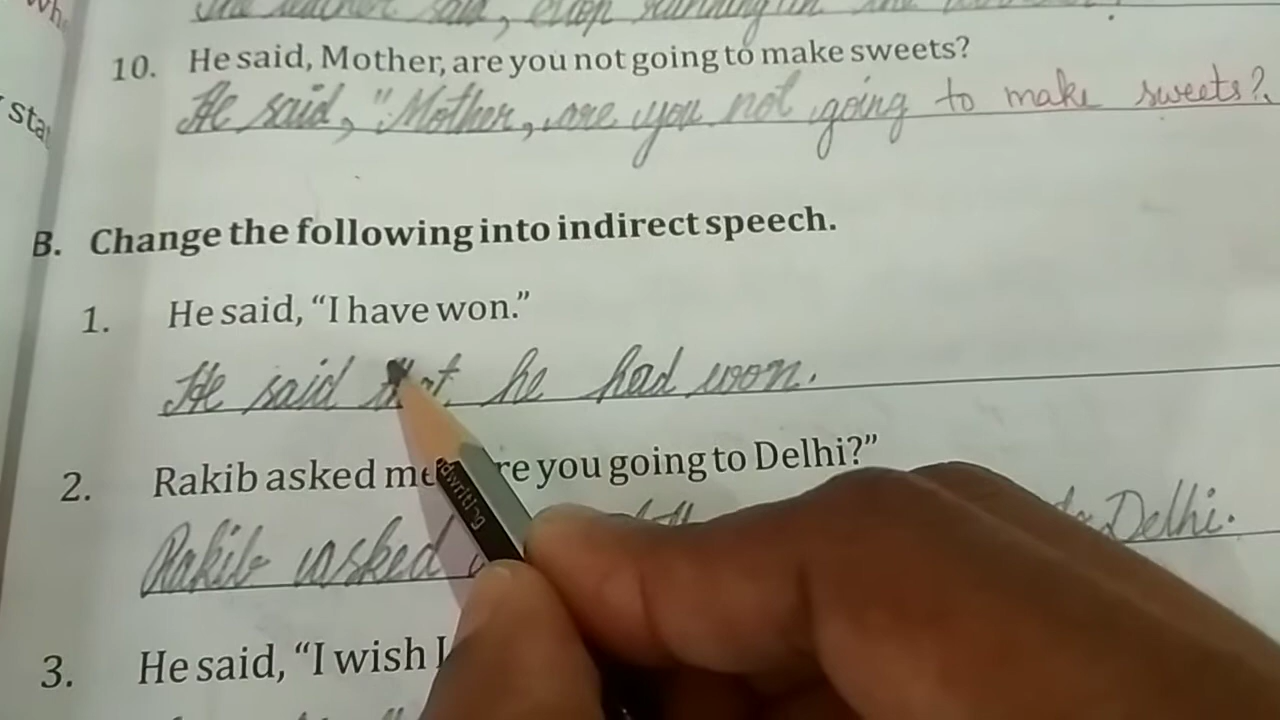 10. He said, Mother, are you not going to make sweets?
He said, "Mother, are you not going to make sweets?
B. Change the following into indirect speech.
1. He said, “I have won.”
He said that he had won.
2. Rakib asked me you going to Delhi?”
Rakib asked Delhi.
3. He said, “I wish I